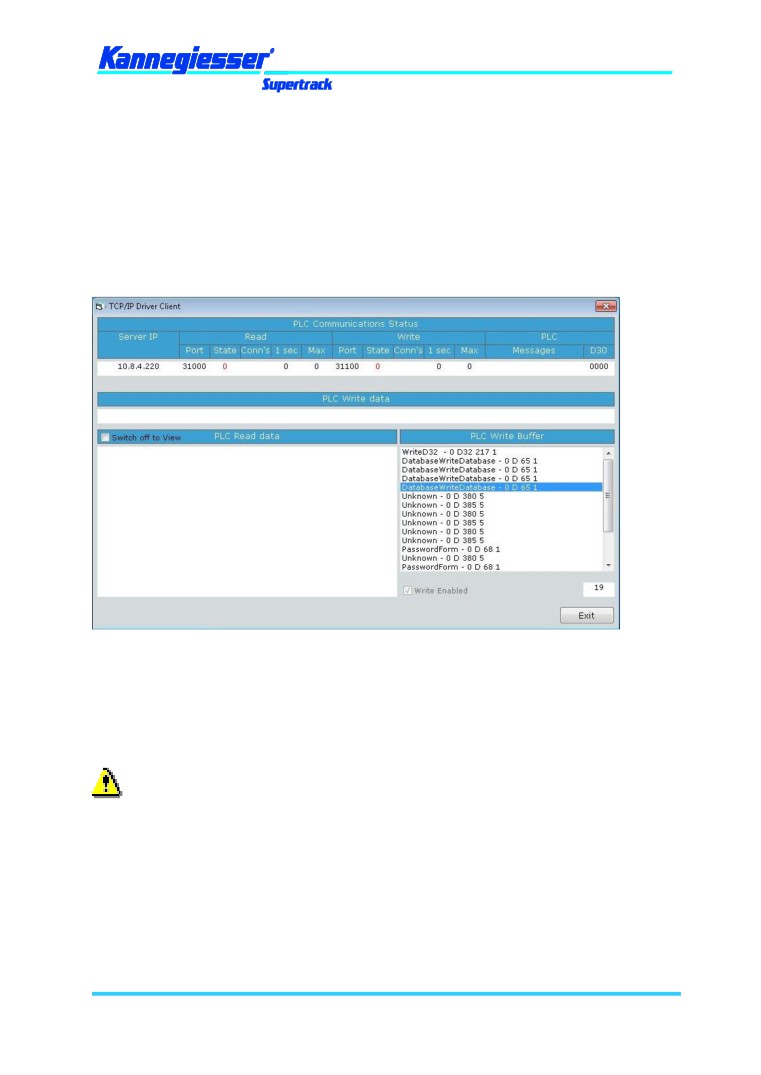 Kannegiesser
Supertrack
TCP/IP Driver Client
PLC Communications Status
Server IP Read Write PLC
Port State Conn's 1 sec Max Port State Conn's 1 sec Max Messages D30
10.8.4.220 31000 0 0 0 31100 0 0 0 0000
PLC Write data
Switch off to View PLC Read data PLC Write Buffer
WriteD32 - 0 D32 217 1
DatabaseWriteDatabase - 0 D 65 1
DatabaseWriteDatabase - 0 D 65 1
DatabaseWriteDatabase - 0 D 65 1
DatabaseWriteDatabase - 0 D 65 1
Unknown - 0 D 380 5
Unknown - 0 D 385 5
Unknown - 0 D 380 5
Unknown - 0 D 385 5
Unknown - 0 D 380 5
Unknown - 0 D 385 5
PasswordForm - 0 D 68 1
Unknown - 0 D 380 5
PasswordForm - 0 D 68 1
Write Enabled 19
Exit